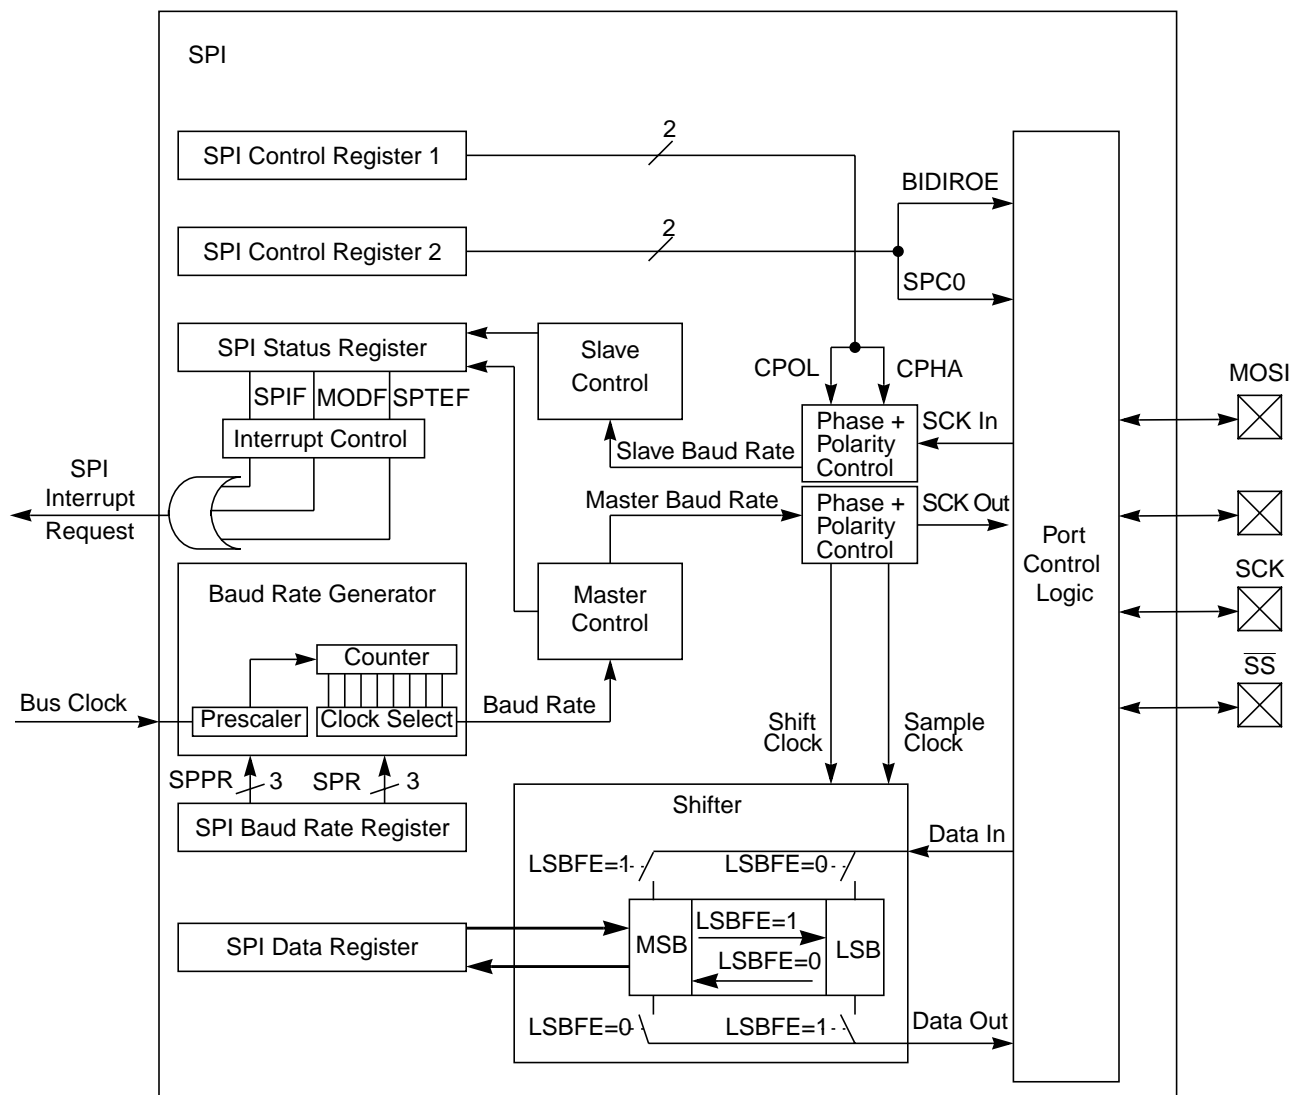 SPI
SPI Control Register 1
2
BIDIROE
SPI Control Register 2
2
SPC0
SPI Status Register
Slave
Control
CPOL
CPHA
MOSI
SPIF
MODF
SPTEF
Interrupt Control
Phase +
Polarity
Control
SCK In
Slave Baud Rate
SPI
Interrupt
Request
Master Baud Rate
Phase +
Polarity
Control
SCK Out
Port
Control
Logic
SCK
Baud Rate Generator
Master
Control
Counter
SS
Bus Clock
Prescaler
Clock Select
Baud Rate
Shift
Clock
Sample
Clock
SPPR
3
SPR
3
SPI Baud Rate Register
Shifter
Data In
LSBFE=1
LSBFE=0
SPI Data Register
MSB
LSBFE=1
LSBFE=0
LSB
LSBFE=0
LSBFE=1
Data Out